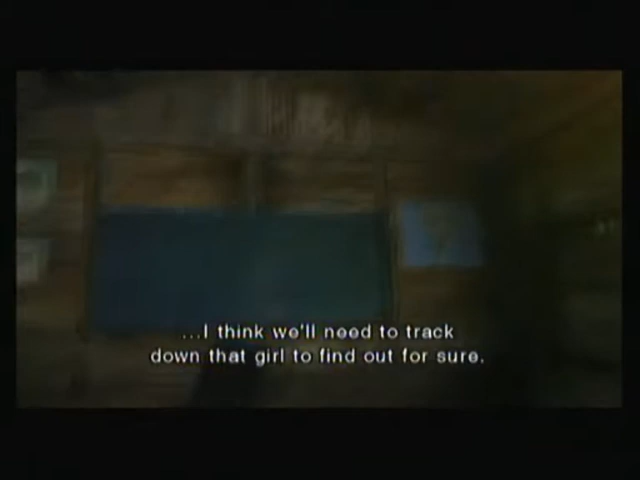 ...I think we'll need to track
down that girl to find out for sure.